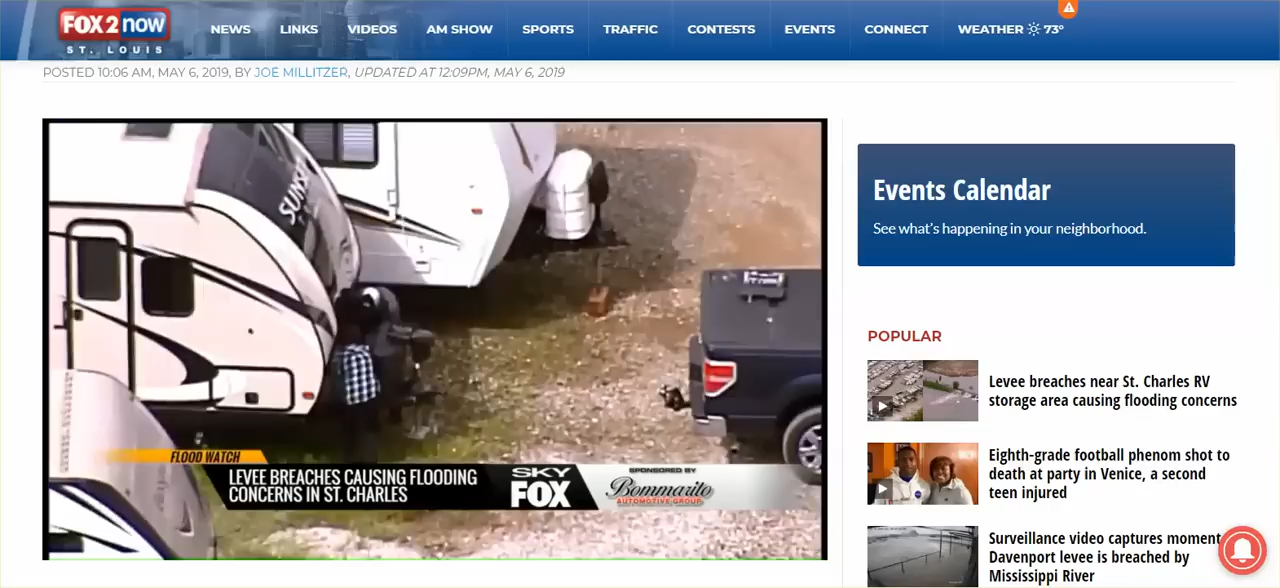 FOX 2 now
ST. LOUIS
NEWS
LINKS
VIDEOS
AM SHOW
SPORTS
TRAFFIC
CONTESTS
EVENTS
CONNECT
WEATHER 73°
POSTED 10:06 AM, MAY 6, 2019, BY JOE MILLITZER, UPDATED AT 12:09PM, MAY 6, 2019
SUNSET
FLOOD WATCH
LEVEE BREACHES CAUSING FLOODING
CONCERNS IN ST. CHARLES
SKY
FOX
SPONSORED BY
Bommarito
AUTOMOTIVE GROUP
Events Calendar
See what's happening in your neighborhood.
POPULAR
Levee breaches near St. Charles RV
storage area causing flooding concerns
Eighth-grade football phenom shot to
death at party in Venice, a second
teen injured
Surveillance video captures moment
Davenport levee is breached by
Mississippi River